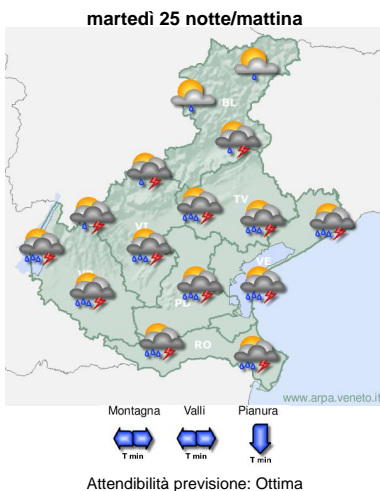 martedì 25 notte/mattina
BL
TV
VI
VE
PD
RO
www.arpa.veneto.it
Montagna Valli Pianura
T min T min T min
Attendibilità previsione: Ottima